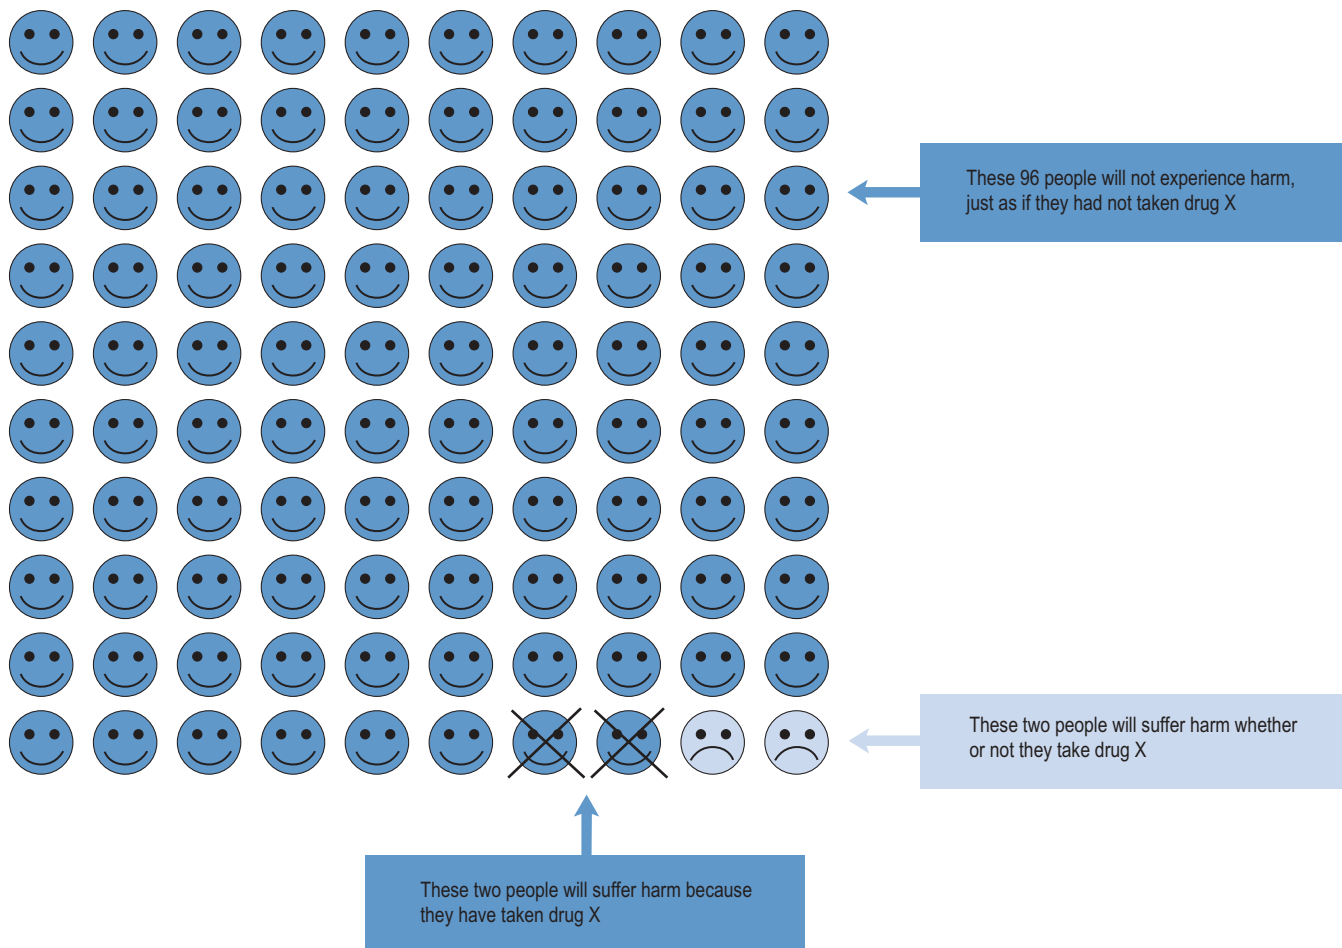 These 96 people will not experience harm,
just as if they had not taken drug X
These two people will suffer harm whether
or not they take drug X
These two people will suffer harm because
they have taken drug X